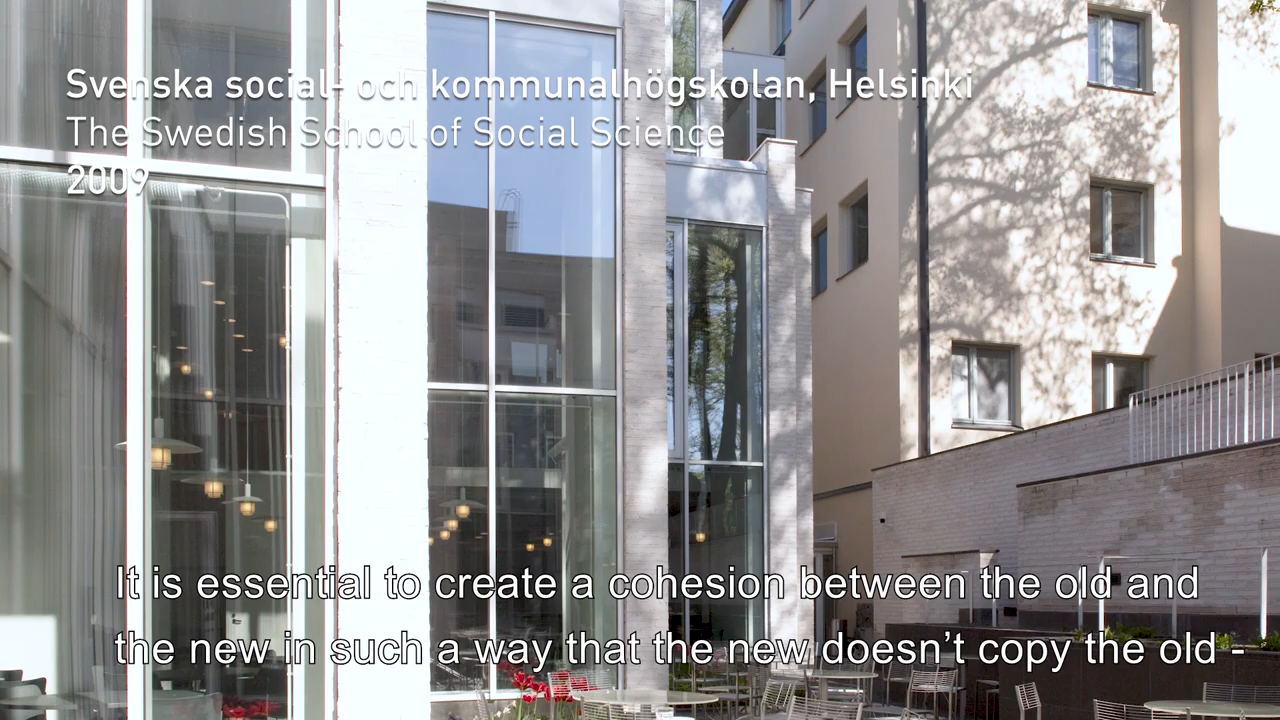 Svenska social- och kommunalhögskolan, Helsinki
The Swedish School of Social Science
2009
It is essential to create a cohesion between the old and
the new in such a way that the new doesn’t copy the old -